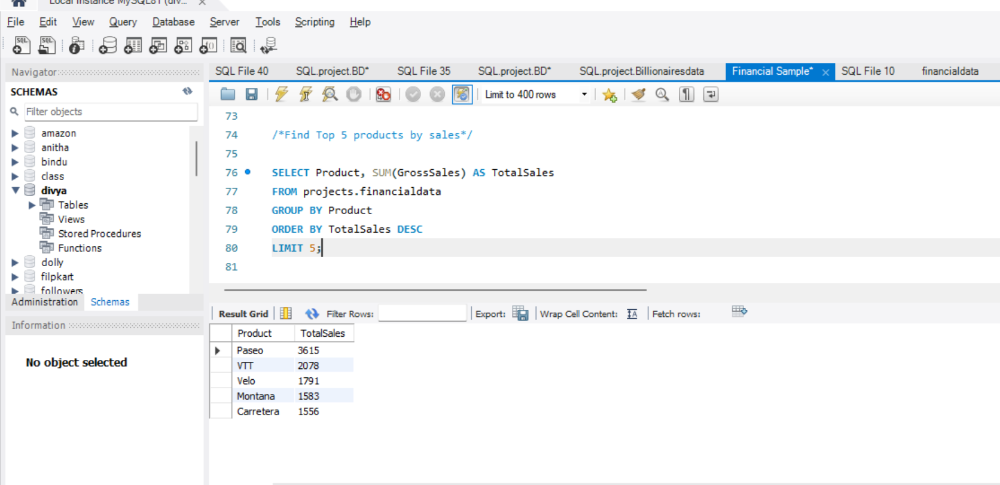 Local instance MySQL81 (div... ×
File Edit View Query Database Server Tools Scripting Help
Navigator
SCHEMAS
Filter objects
amazon
anitha
bindu
class
divya
Tables
Views
Stored Procedures
Functions
dolly
filpkart
followers
Administration Schemas
Information
No object selected
SQL File 40 SQL.project.BD* SQL File 35 SQL.project.BD* SQL.project.Billionairesdata Financial Sample* × SQL File 10 financialdata
Limit to 400 rows
73
74 /*Find Top 5 products by sales*/
75
76 SELECT Product, SUM(GrossSales) AS TotalSales
77 FROM projects.financialdata
78 GROUP BY Product
79 ORDER BY TotalSales DESC
80 LIMIT 5;
81
Result Grid Filter Rows: Export: Wrap Cell Content: IA Fetch rows:
Product TotalSales
Paseo 3615
VTT 2078
Velo 1791
Montana 1583
Carretera 1556